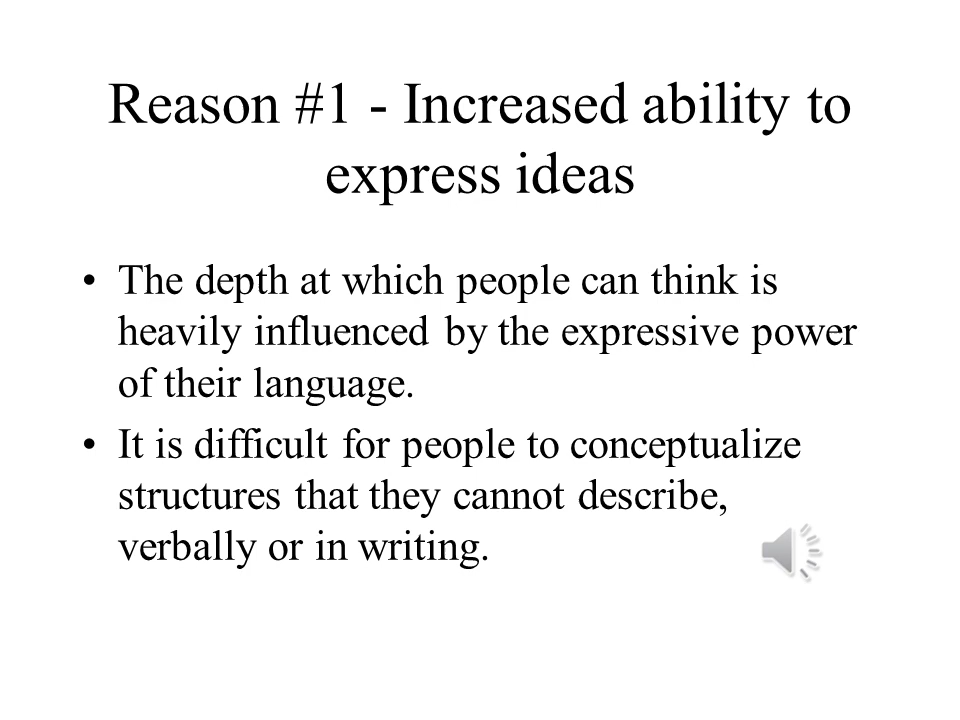 Reason #1 - Increased ability to
express ideas
• The depth at which people can think is
heavily influenced by the expressive power
of their language.
• It is difficult for people to conceptualize
structures that they cannot describe,
verbally or in writing.